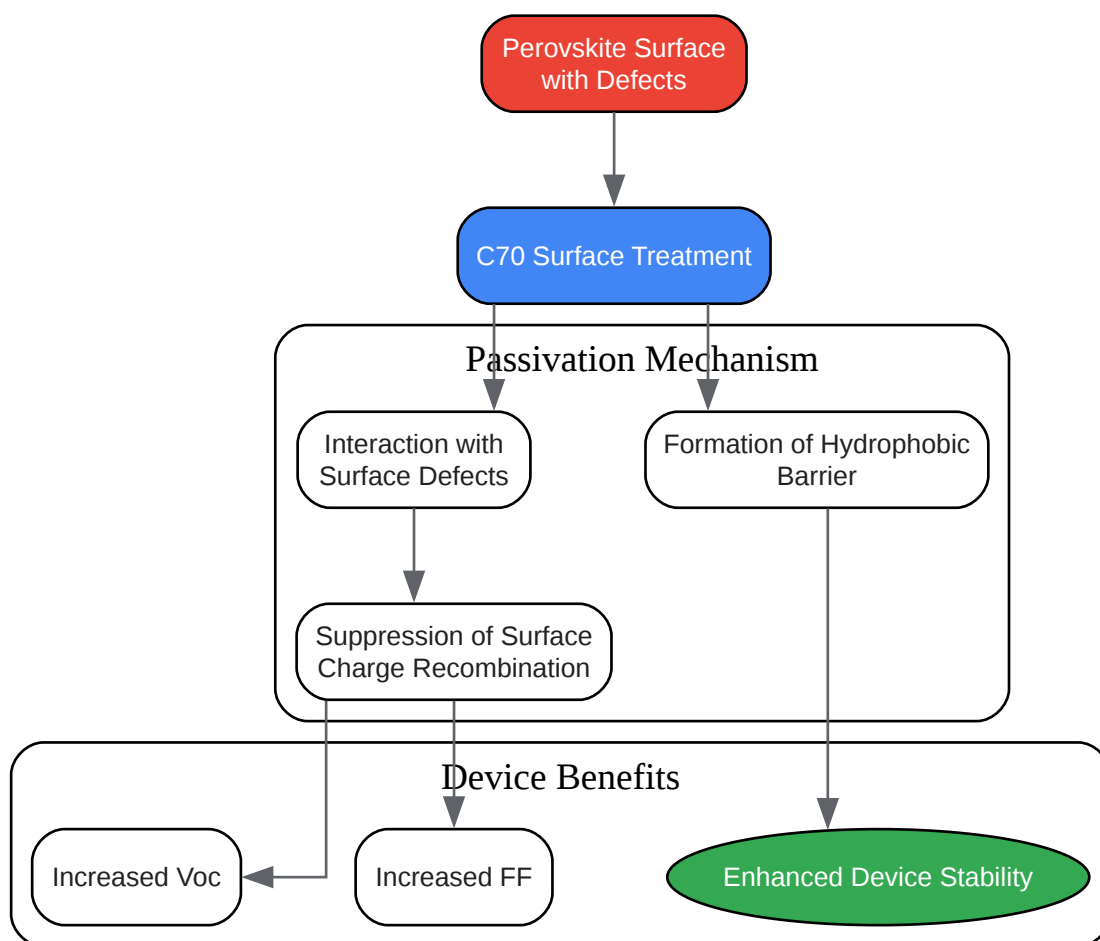 Perovskite Surface
with Defects
C70 Surface Treatment
Passivation Mechanism
Interaction with
Surface Defects
Formation of Hydrophobic
Barrier
Suppression of Surface
Charge Recombination
Device Benefits
Increased Voc
Increased FF
Enhanced Device Stability